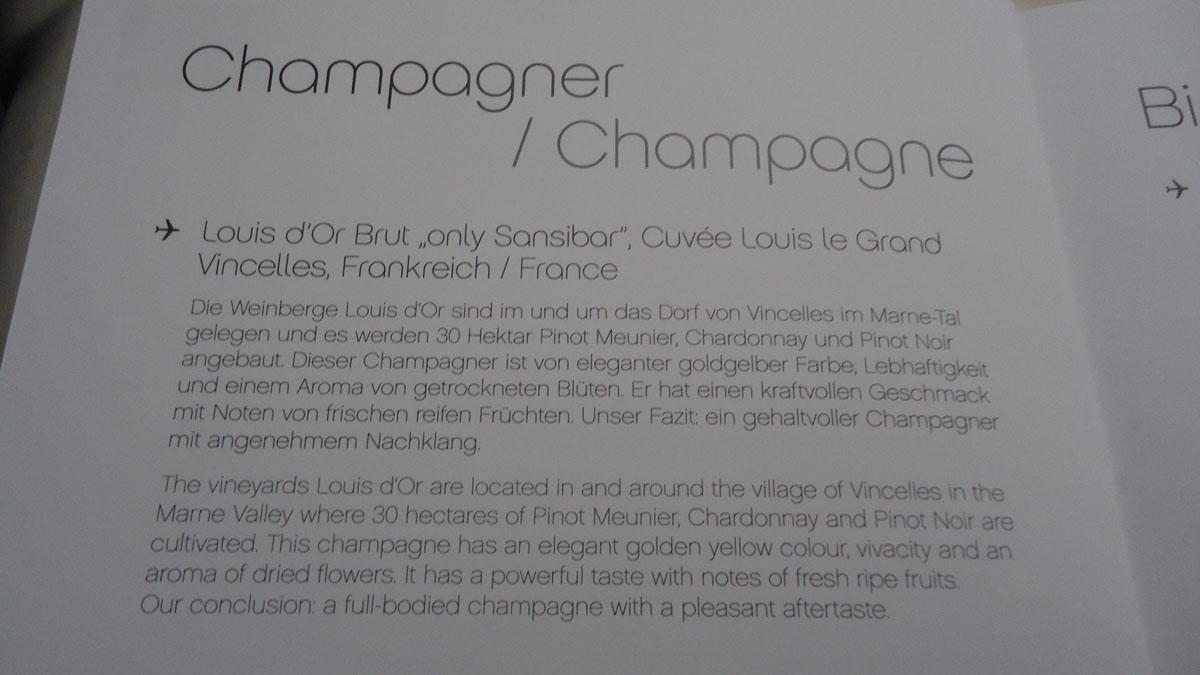 Champagner
/ Champagne
Louis d'Or Brut „only Sansibar", Cuvée Louis le Grand
Vincelles, Frankreich / France
Die Weinberge Louis d'Or sind im und um das Dorf von Vincelles im Marne-Tal
gelegen und es werden 30 Hektar Pinot Meunier, Chardonnay und Pinot Noir
angebaut. Dieser Champagner ist von eleganter goldgelber Farbe, Lebhaftigkeit
und einem Aroma von getrockneten Blüten. Er hat einen kraftvollen Geschmack
mit Noten von frischen reifen Früchten. Unser Fazit: ein gehaltvoller Champagner
mit angenehmem Nachklang.
The vineyards Louis d'Or are located in and around the village of Vincelles in the
Marne Valley where 30 hectares of Pinot Meunier, Chardonnay and Pinot Noir are
cultivated. This champagne has an elegant golden yellow colour, vivacity and an
aroma of dried flowers. It has a powerful taste with notes of fresh ripe fruits.
Our conclusion: a full-bodied champagne with a pleasant aftertaste.
Bi